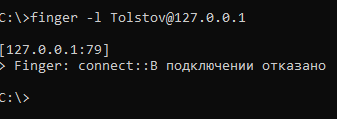 C:\>finger -l Tolstov@127.0.0.1
[127.0.0.1:79]
> Finger: connect::В подключении отказано
C:\>